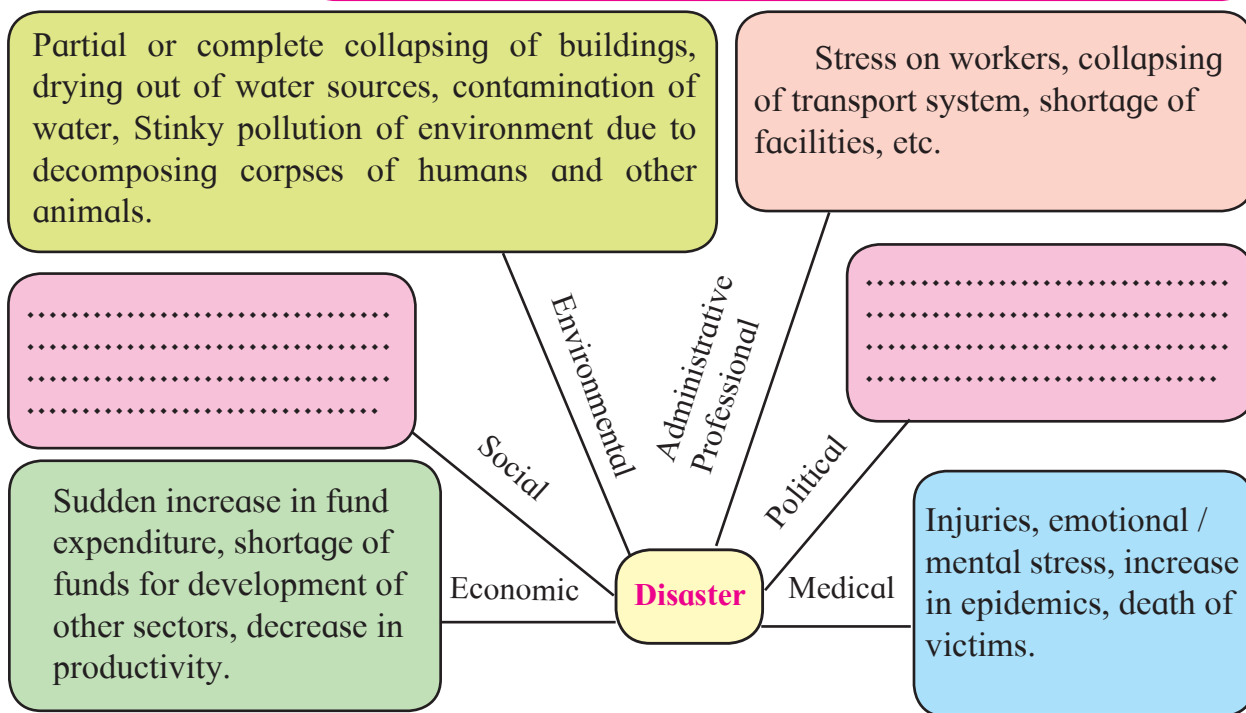 Partial or complete collapsing of buildings,
drying out of water sources, contamination of
water, Stinky pollution of environment due to
decomposing corpses of humans and other
animals.
Stress on workers, collapsing
of transport system, shortage of
facilities, etc.
Social
Environmental
Administrative
Professional
Political
Sudden increase in fund
expenditure, shortage of
funds for development of
other sectors, decrease in
productivity.
Economic
Disaster
Medical
Injuries, emotional /
mental stress, increase
in epidemics, death of
victims.